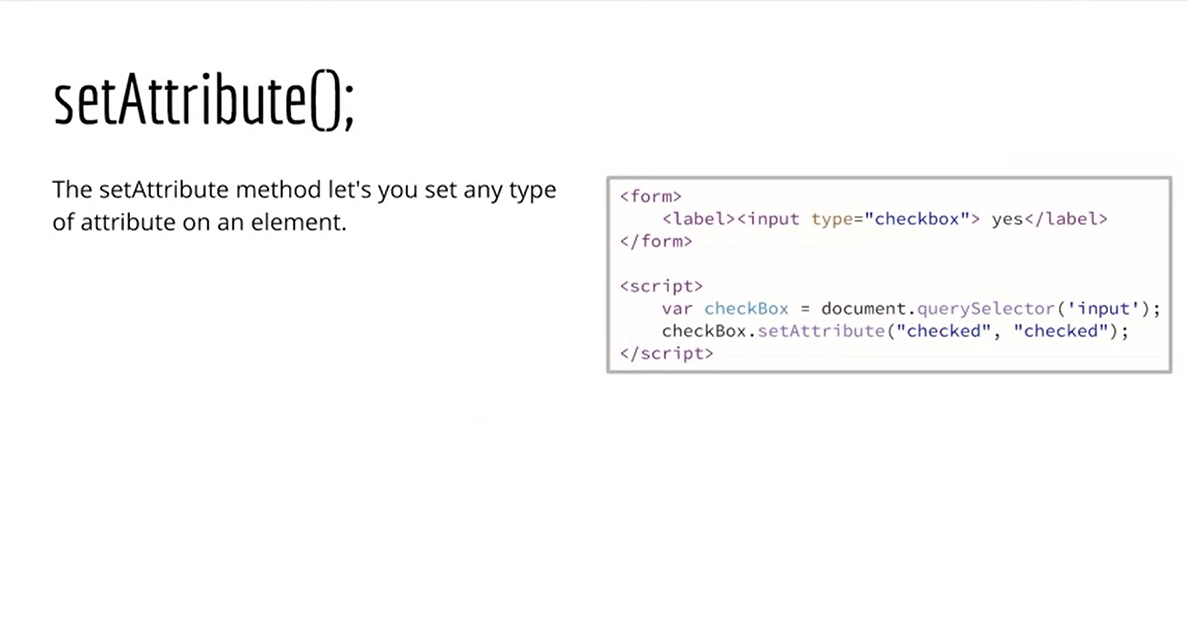 setAttribute();
The setAttribute method let's you set any type
of attribute on an element.
<form>
    <label><input type="checkbox"> yes</label>
</form>

<script>
    var checkBox = document.querySelector('input');
    checkBox.setAttribute("checked", "checked");
</script>